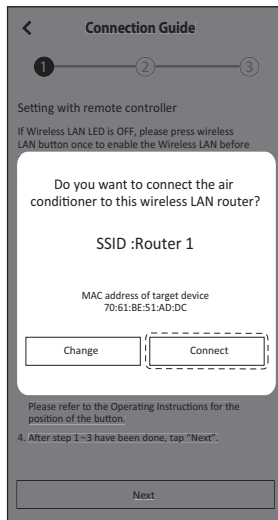 Connection Guide
1 2 3
Setting with remote controller
If Wireless LAN LED is OFF, please press wireless
LAN button once to enable the Wireless LAN before
Do you want to connect the air
conditioner to this wireless LAN router?
SSID :Router 1
MAC address of target device
70:61:BE:51:AD:DC
Change Connect
Please refer to the Operating Instructions for the
position of the button.
4. After step 1~3 have been done, tap "Next".
Next